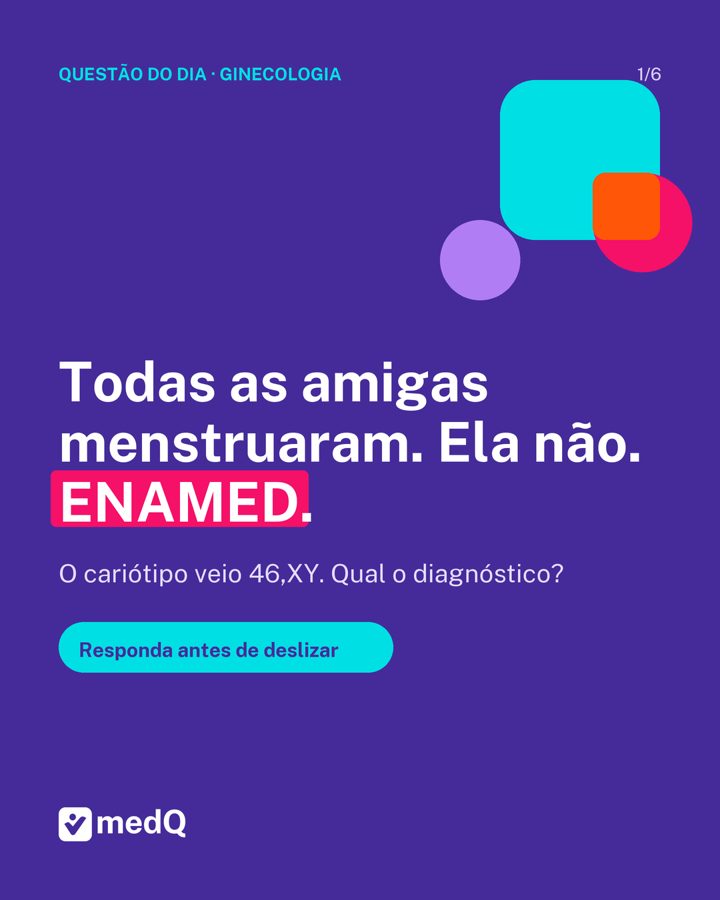 QUESTÃO DO DIA · GINECOLOGIA
1/6
Todas as amigas
menstruaram. Ela não.
ENAMED.
O cariótipo veio 46,XY. Qual o diagnóstico?
Responda antes de deslizar
medQ